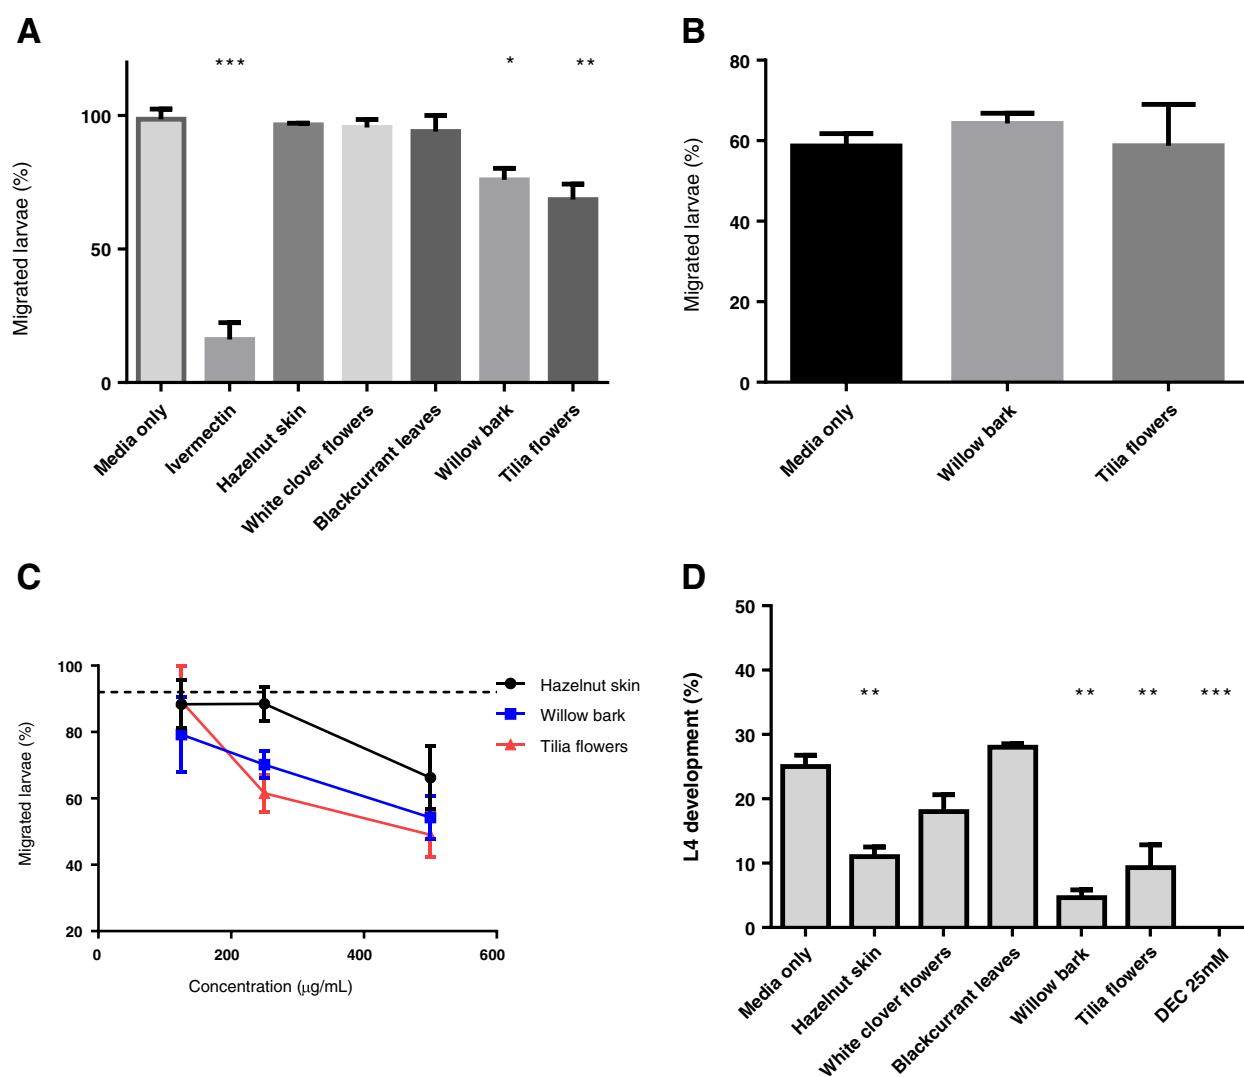 A
***
*
**
100
50
0
Migrated larvae (%)
Media only
Ivermectin
Hazelnut skin
White clover flowers
Blackcurrant leaves
Willow bark
Tilia flowers
B
80
60
40
20
0
Migrated larvae (%)
Media only
Willow bark
Tilia flowers
C
100
80
60
40
20
Migrated larvae (%)
0
200
400
600
Concentration (µg/mL)
Hazelnut skin
Willow bark
Tilia flowers
D
50
40
30
20
10
0
L4 development (%)
**
**
**
***
Media only
Hazelnut skin
White clover flowers
Blackcurrant leaves
Willow bark
Tilia flowers
DEC 25mM